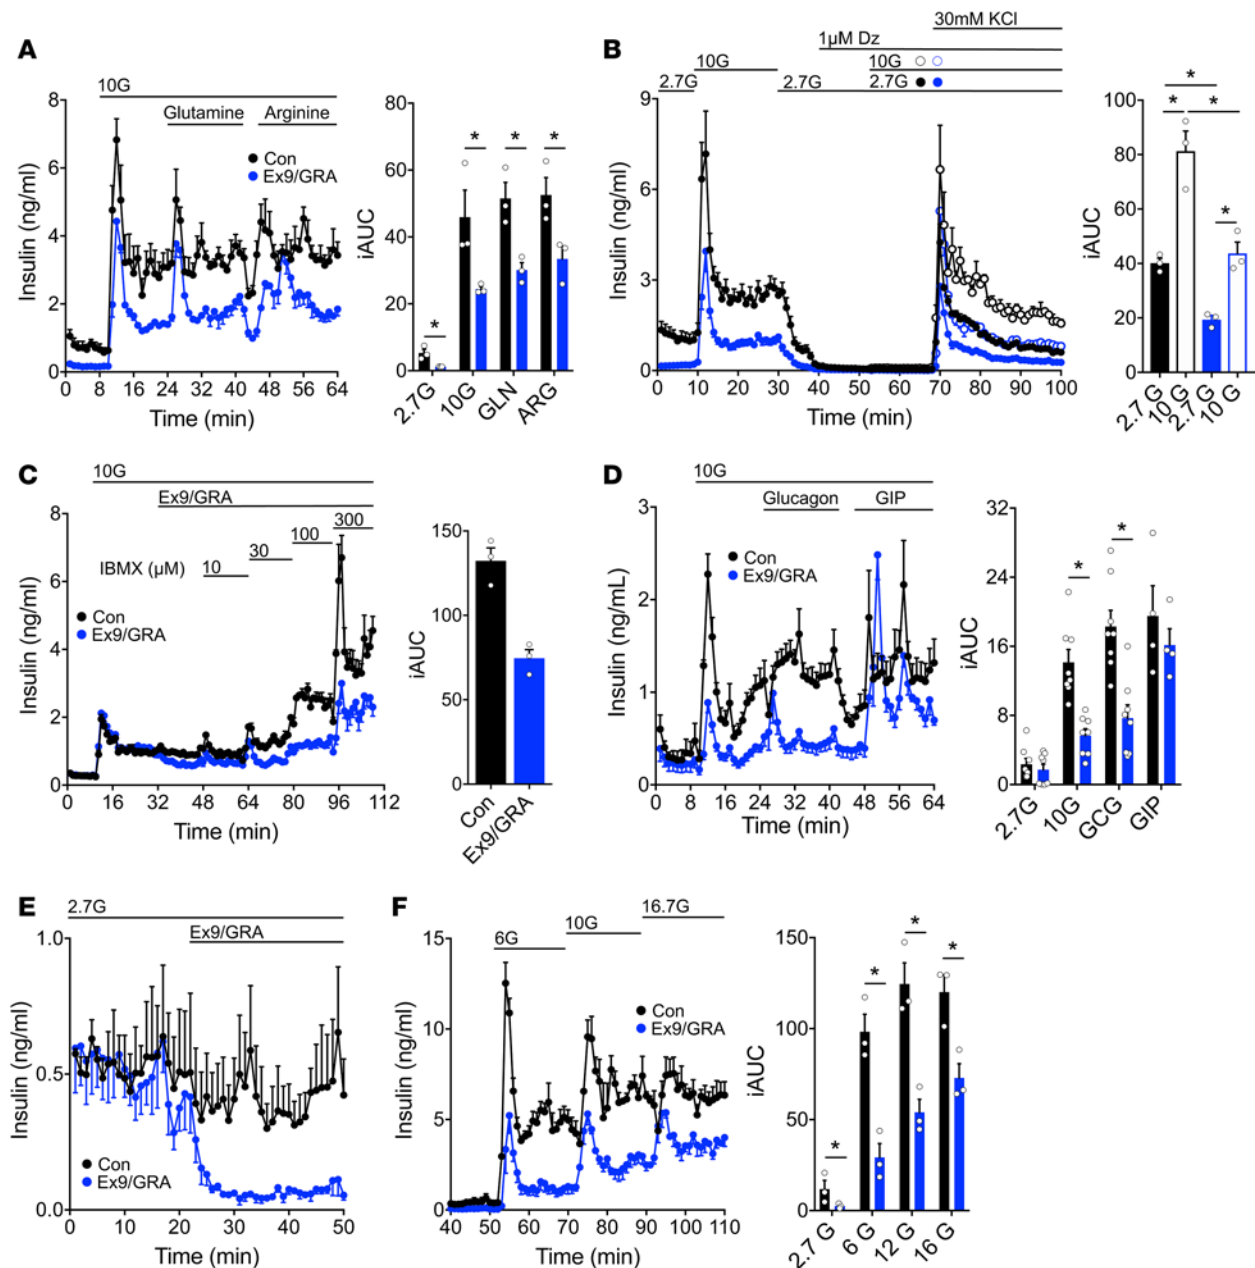 A
10G
Glutamine
Arginine
Con
Ex9/GRA
Insulin (ng/ml)
8
6
4
2
0
0 8 16 24 32 40 48 56 64
Time (min)
iAUC
80
60
40
20
0
* * * *
2.7G 10G GLN ARG
B
30mM KCl
1µM Dz
10G
2.7G 10G 2.7G 2.7G
Insulin (ng/ml)
9
6
3
0
0 10 20 30 40 50 60 70 80 90 100
Time (min)
iAUC
100
80
60
40
20
0
* * * * *
2.7 G 10 G 2.7 G 10 G
C
10G
Ex9/GRA
IBMX (µM) 10 30 100 300
Con
Ex9/GRA
Insulin (ng/ml)
8
6
4
2
0
0 16 32 48 64 80 96 112
Time (min)
iAUC
150
100
50
0
Con Ex9/GRA
D
10G
Glucagon GIP
Con
Ex9/GRA
Insulin (ng/mL)
3
2
1
0
0 8 16 24 32 40 48 56 64
Time (min)
iAUC
32
24
16
8
0
* *
2.7G 10G GCG GIP
E
2.7G
Ex9/GRA
Insulin (ng/ml)
1.0
0.5
0.0
Con
Ex9/GRA
0 10 20 30 40 50
Time (min)
F
6G 10G 16.7G
Con
Ex9/GRA
Insulin (ng/ml)
15
10
5
0
40 50 60 70 80 90 100 110
Time (min)
iAUC
150
100
50
0
* * * *
2.7 G 6 G 12 G 16 G